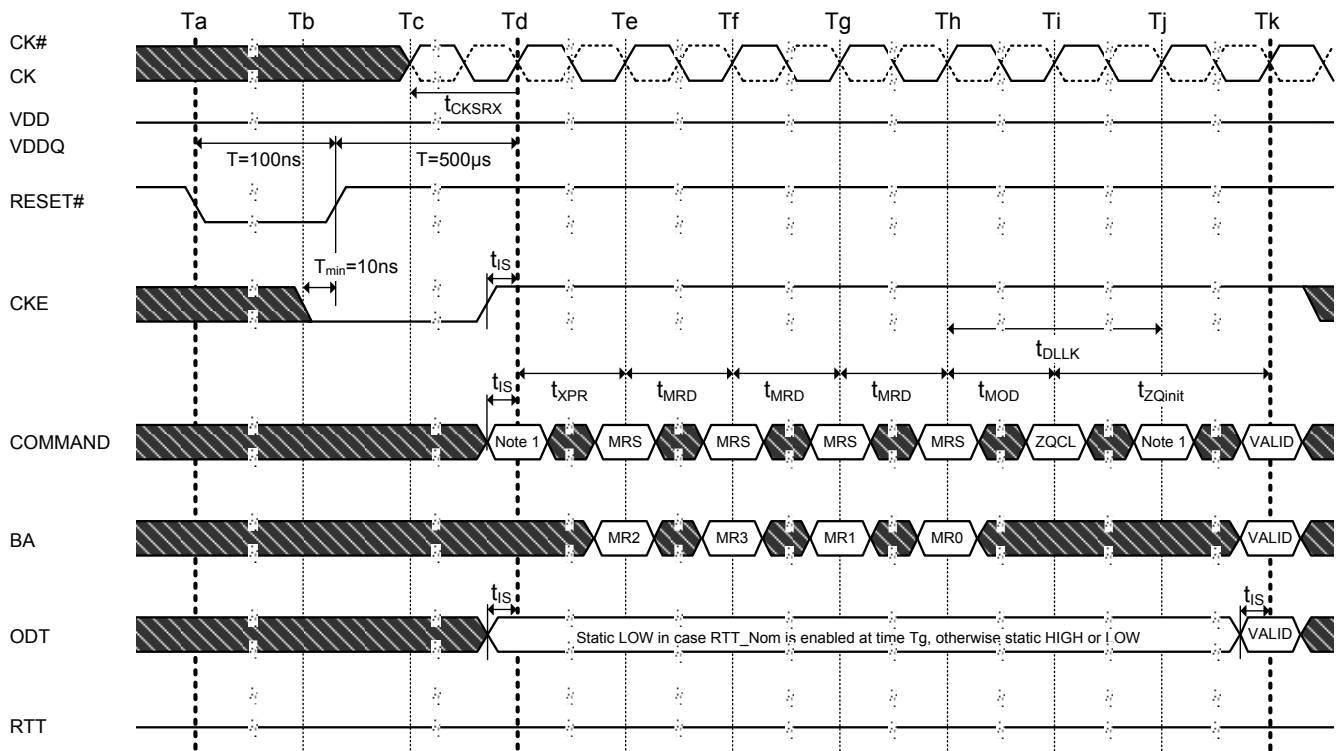 Ta Tb Tc Td Te Tf Tg Th Ti Tj Tk
CK#
CK
tCKSRX
VDD
VDDQ
T=100ns T=500µs
RESET#
Tmin=10ns tIS
CKE
tDLLK
tIS tXPR tMRD tMRD tMRD tMOD tZQinit
COMMAND Note 1 MRS MRS MRS MRS ZQCL Note 1 VALID
BA MR2 MR3 MR1 MR0 VALID
tIS tIS
ODT Static LOW in case RTT_Nom is enabled at time Tg, otherwise static HIGH or LOW VALID
RTT